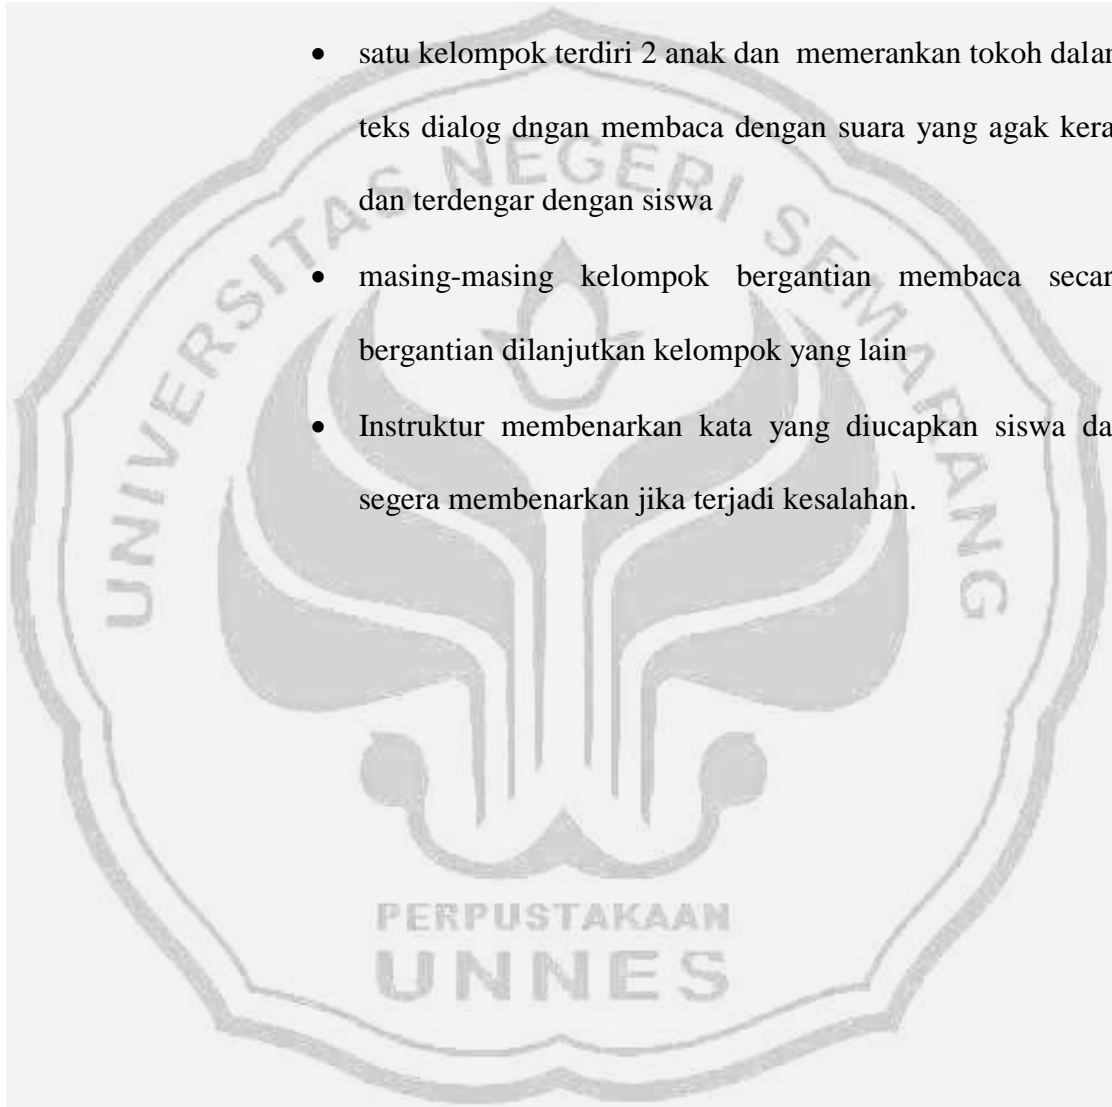 • satu kelompok terdiri 2 anak dan memerankan tokoh dalam
teks dialog dngan membaca dengan suara yang agak kera
dan terdengar dengan siswa
• masing-masing kelompok bergantian membaca secar
bergantian dilanjutkan kelompok yang lain
• Instruktur membenarkan kata yang diucapkan siswa da
segera membenarkan jika terjadi kesalahan.
UNIVERSITAS NEGERI SEMARANG
PERPUSTAKAAN
UNNES